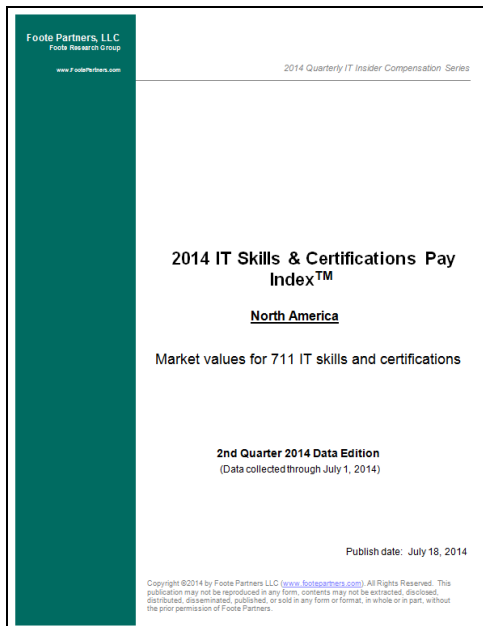 Foote Partners, LLC
Foote Research Group
www.FootePartners.com
2014 Quarterly IT Insider Compensation Series
2014 IT Skills & Certifications Pay
Index™
North America
Market values for 711 IT skills and certifications
2nd Quarter 2014 Data Edition
(Data collected through July 1, 2014)
Publish date: July 18, 2014
Copyright ©2014 by Foote Partners LLC (www.footepartners.com). All Rights Reserved. This
publication may not be reproduced in any form, contents may not be extracted, disclosed,
distributed, disseminated, published, or sold in any form or format, in whole or in part, without
the prior permission of Foote Partners.